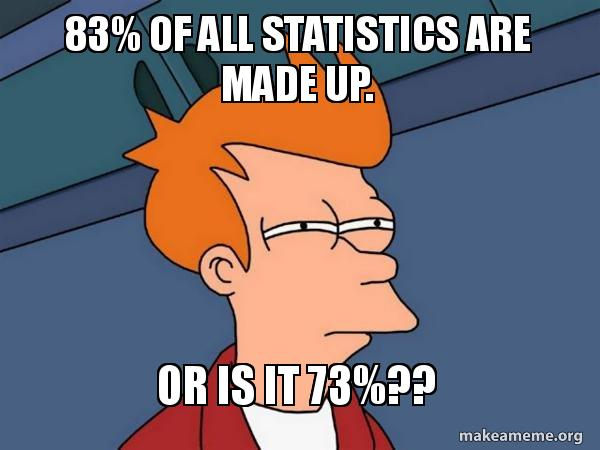 83% OF ALL STATISTICS ARE
MADE UP.
OR IS IT 73%??
makeameme.org